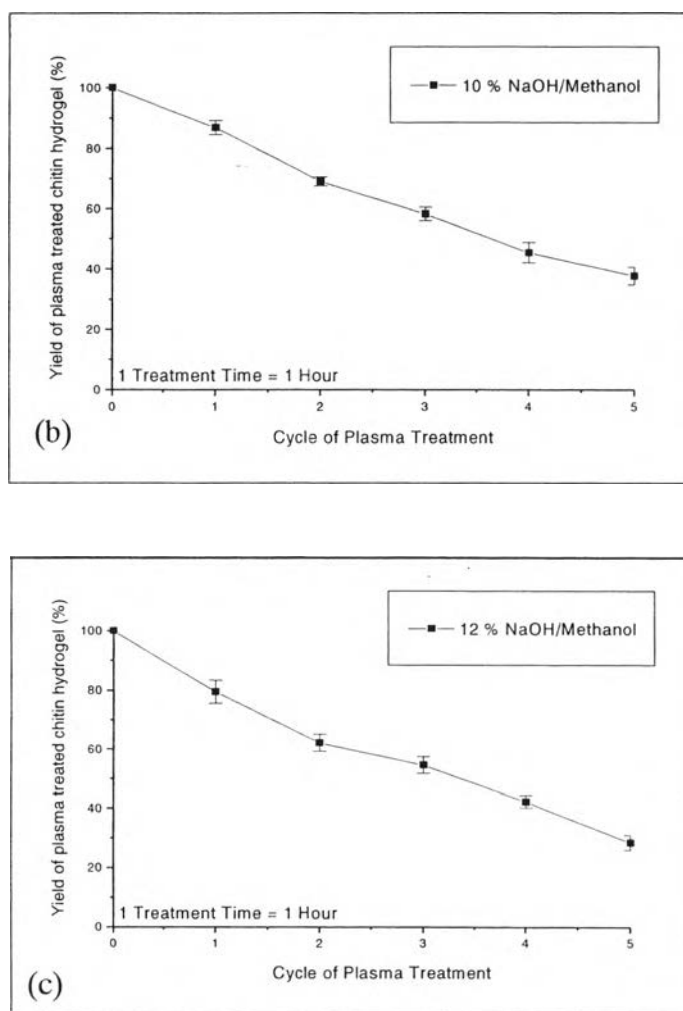 10 % NaOH/Methanol
Yield of plasma treated chitin hydrogel (%)
100
80
60
40
20
0
1 Treatment Time = 1 Hour
0 1 2 3 4 5
Cycle of Plasma Treatment
(b)
12 % NaOH/Methanol
Yield of plasma treated chitin hydrogel (%)
100
80
60
40
20
0
1 Treatment Time = 1 Hour
0 1 2 3 4 5
Cycle of Plasma Treatment
(c)